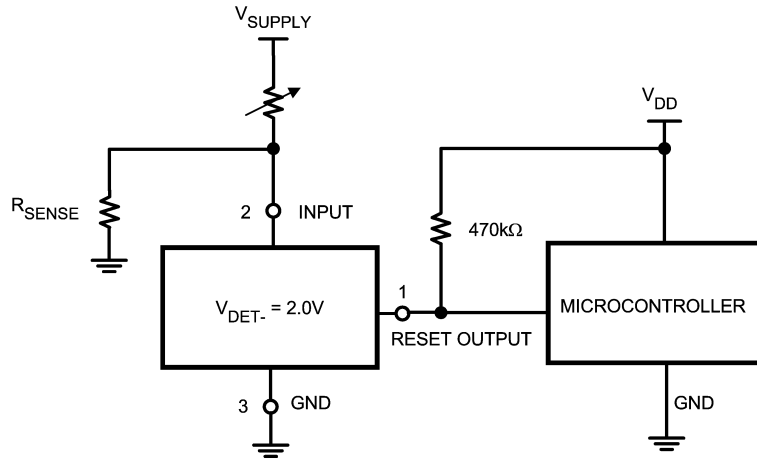 VSUPPLY
VDD
RSENSE
2
INPUT
470kΩ
VDET- = 2.0V
1
RESET OUTPUT
MICROCONTROLLER
3
GND
GND